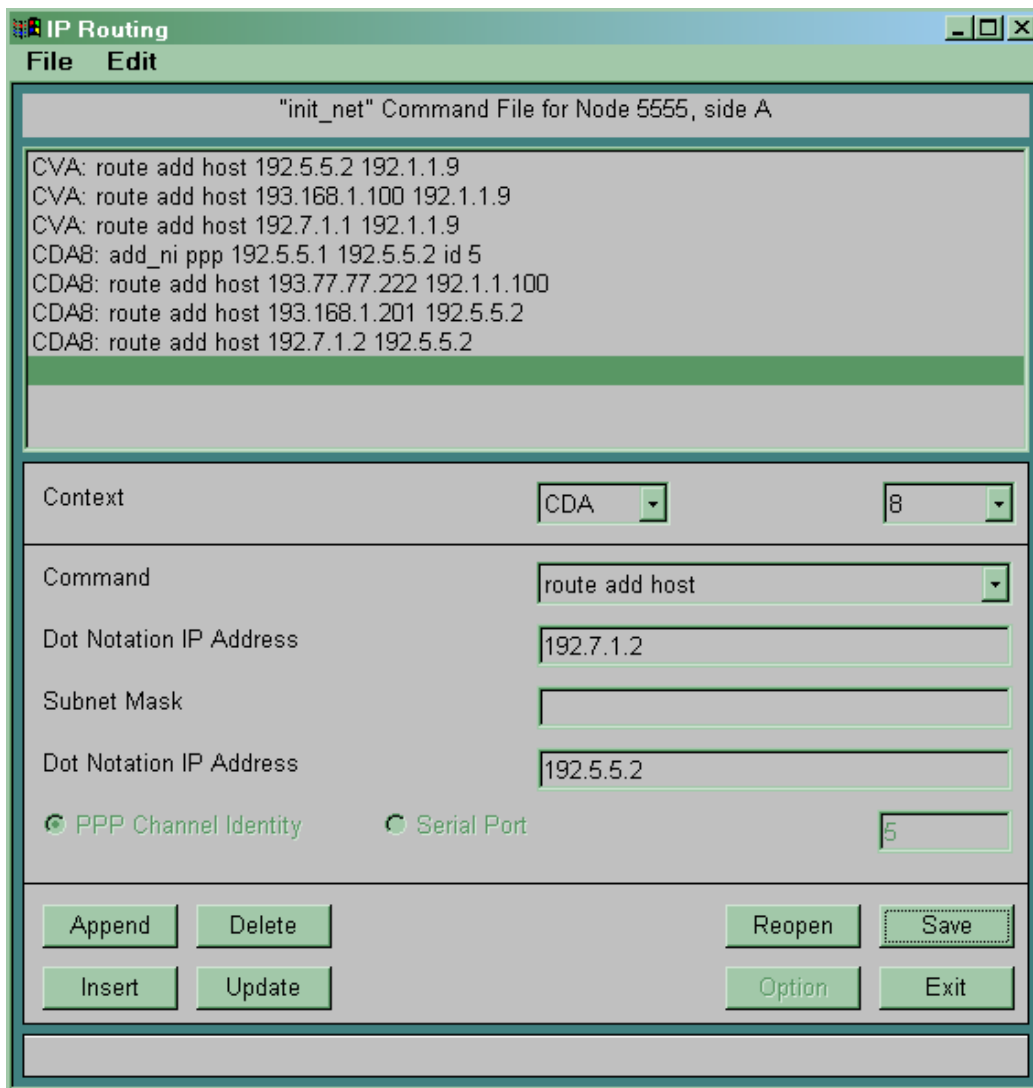 IP Routing
File Edit
"init_net" Command File for Node 5555, side A
CVA: route add host 192.5.5.2 192.1.1.9
CVA: route add host 193.168.1.100 192.1.1.9
CVA: route add host 192.7.1.1 192.1.1.9
CDA8: add_ni ppp 192.5.5.1 192.5.5.2 id 5
CDA8: route add host 193.77.77.222 192.1.1.100
CDA8: route add host 193.168.1.201 192.5.5.2
CDA8: route add host 192.7.1.2 192.5.5.2
Context CDA 8
Command route add host
Dot Notation IP Address 192.7.1.2
Subnet Mask
Dot Notation IP Address 192.5.5.2
PPP Channel Identity Serial Port 5
Append Delete Reopen Save
Insert Update Option Exit